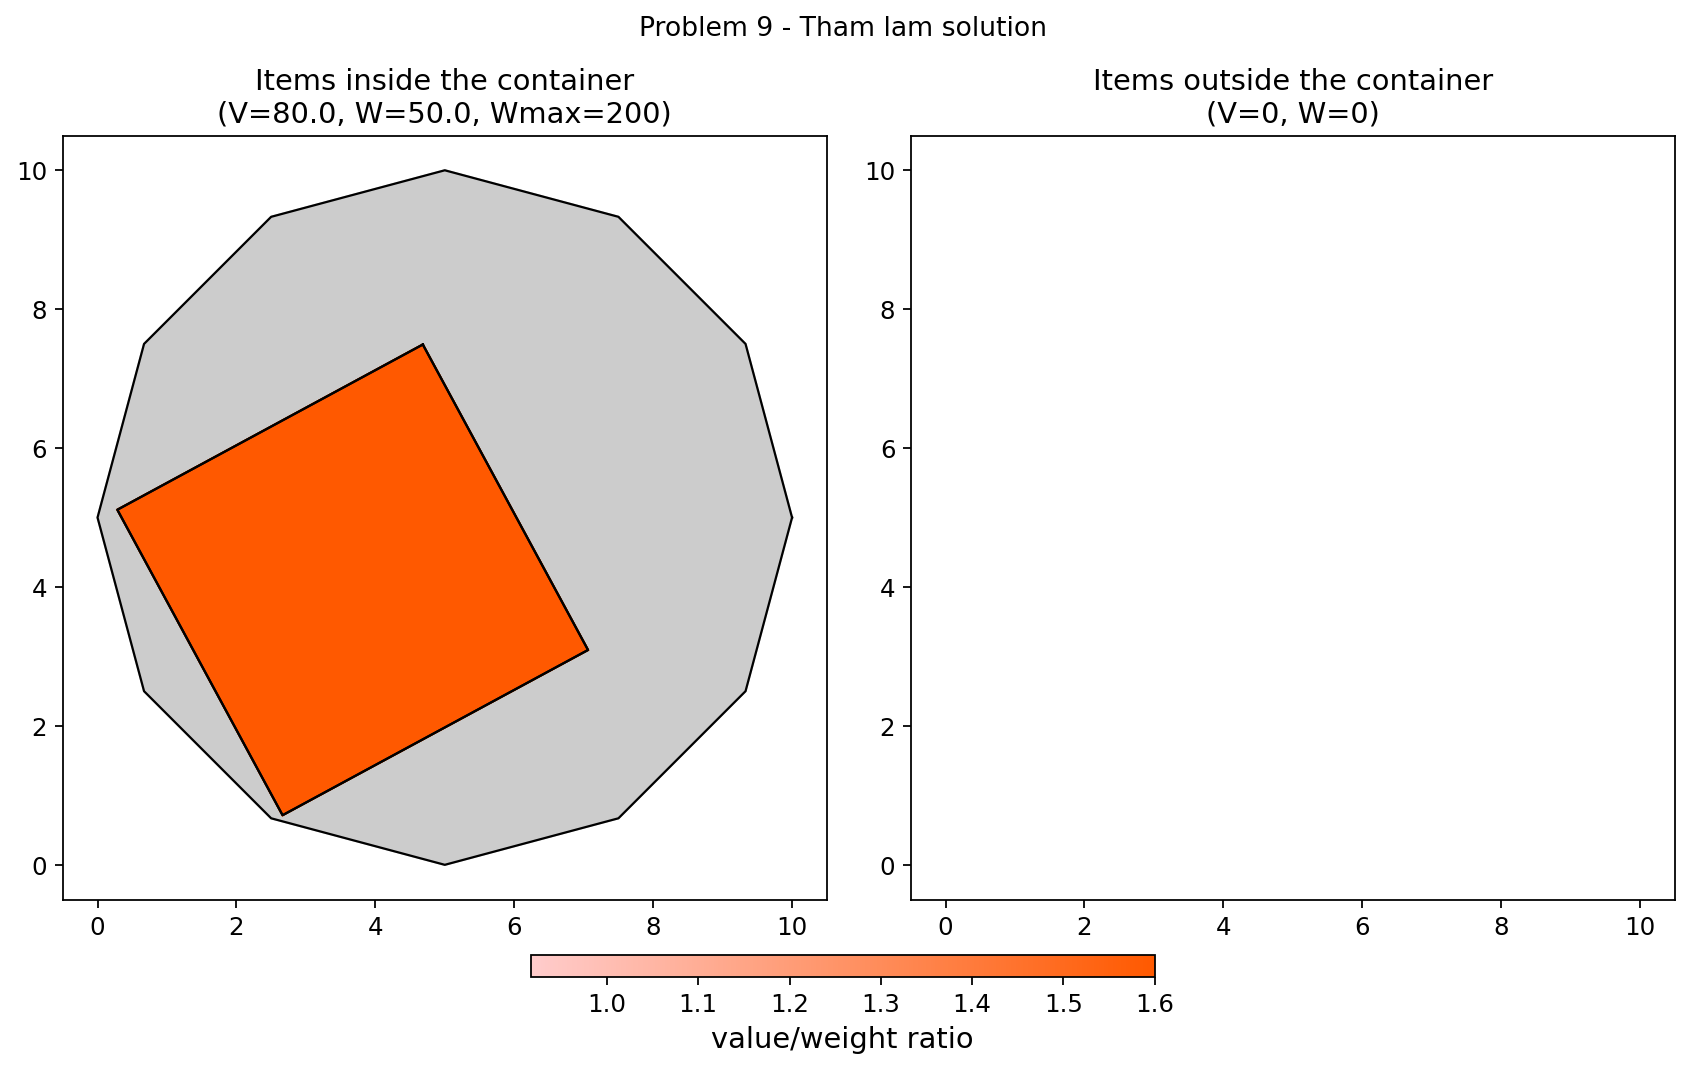 Problem 9 - Tham lam solution
Items inside the container
(V=80.0, W=50.0, Wmax=200)
Items outside the container
(V=0, W=0)
10
8
6
4
2
0
0 2 4 6 8 10
10
8
6
4
2
0
0 2 4 6 8 10
1.0 1.1 1.2 1.3 1.4 1.5 1.6
value/weight ratio